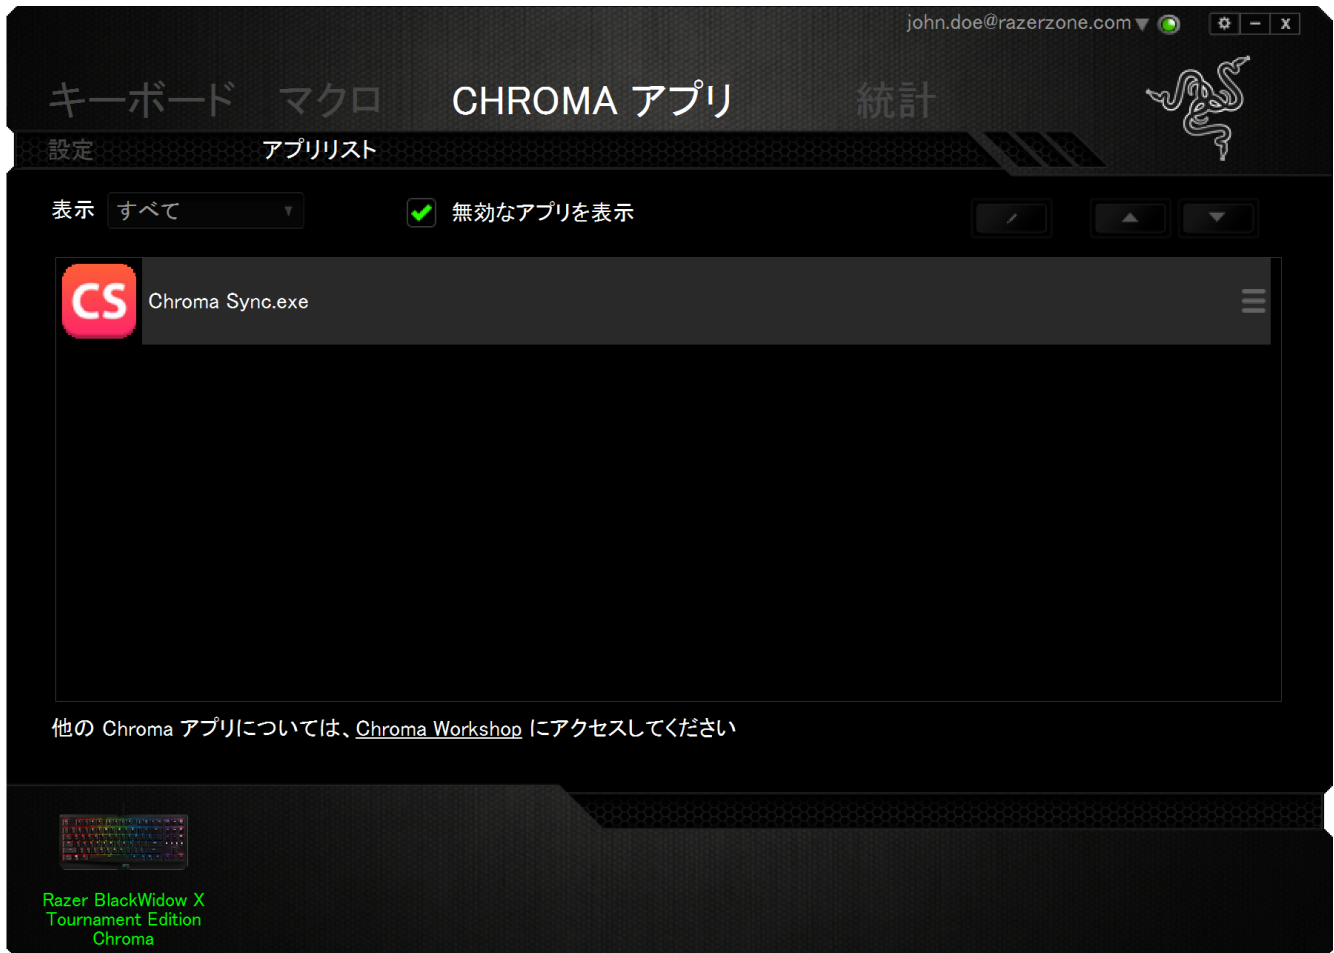 john.doe@razerzone.com
キーボード マクロ CHROMA アプリ 統計
設定 アプリリスト
表示 すべて 無効なアプリを表示
CS Chroma Sync.exe
他の Chroma アプリについては、Chroma Workshop にアクセスしてください
Razer BlackWidow X
Tournament Edition
Chroma